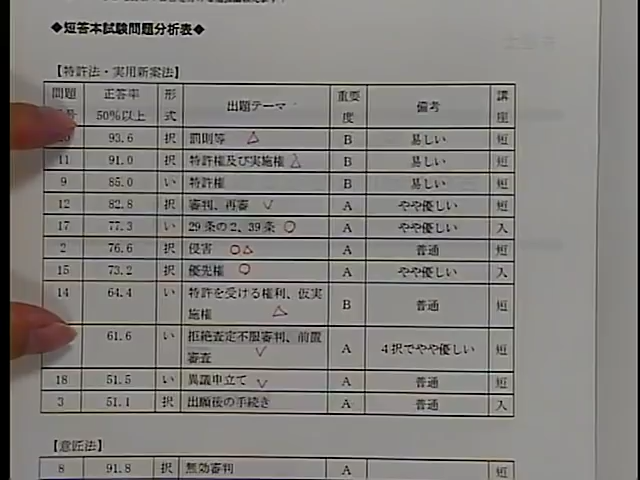 ◆短答本試験問題分析表◆
【特許法・実用新案法】
問題 正答率 50%以上 形式 出題テーマ 重要度 備考 講座
93.6 択 罰則等 △ B 易しい 短
11 91.0 択 特許権及び実施権 △ B 易しい 短
9 85.0 い 特許権 B 易しい 短
12 82.8 択 審判、再審 ✓ A やや優しい 短
17 77.3 い 29条の2、39条 ○ A やや優しい 入
2 76.6 択 侵害 ○△ A 普通 短
15 73.2 択 優先権 ○ A やや優しい 入
14 64.4 い 特許を受ける権利、仮実施権 △ B 普通 短
61.6 い 拒絶査定不服審判、前置審査 ✓ A 4択でやや優しい 短
18 51.5 い 異議申立て ✓ A 普通 短
3 51.1 択 出願後の手続き A 普通 入
【意匠法】
8 91.8 択 無効審判 A 短